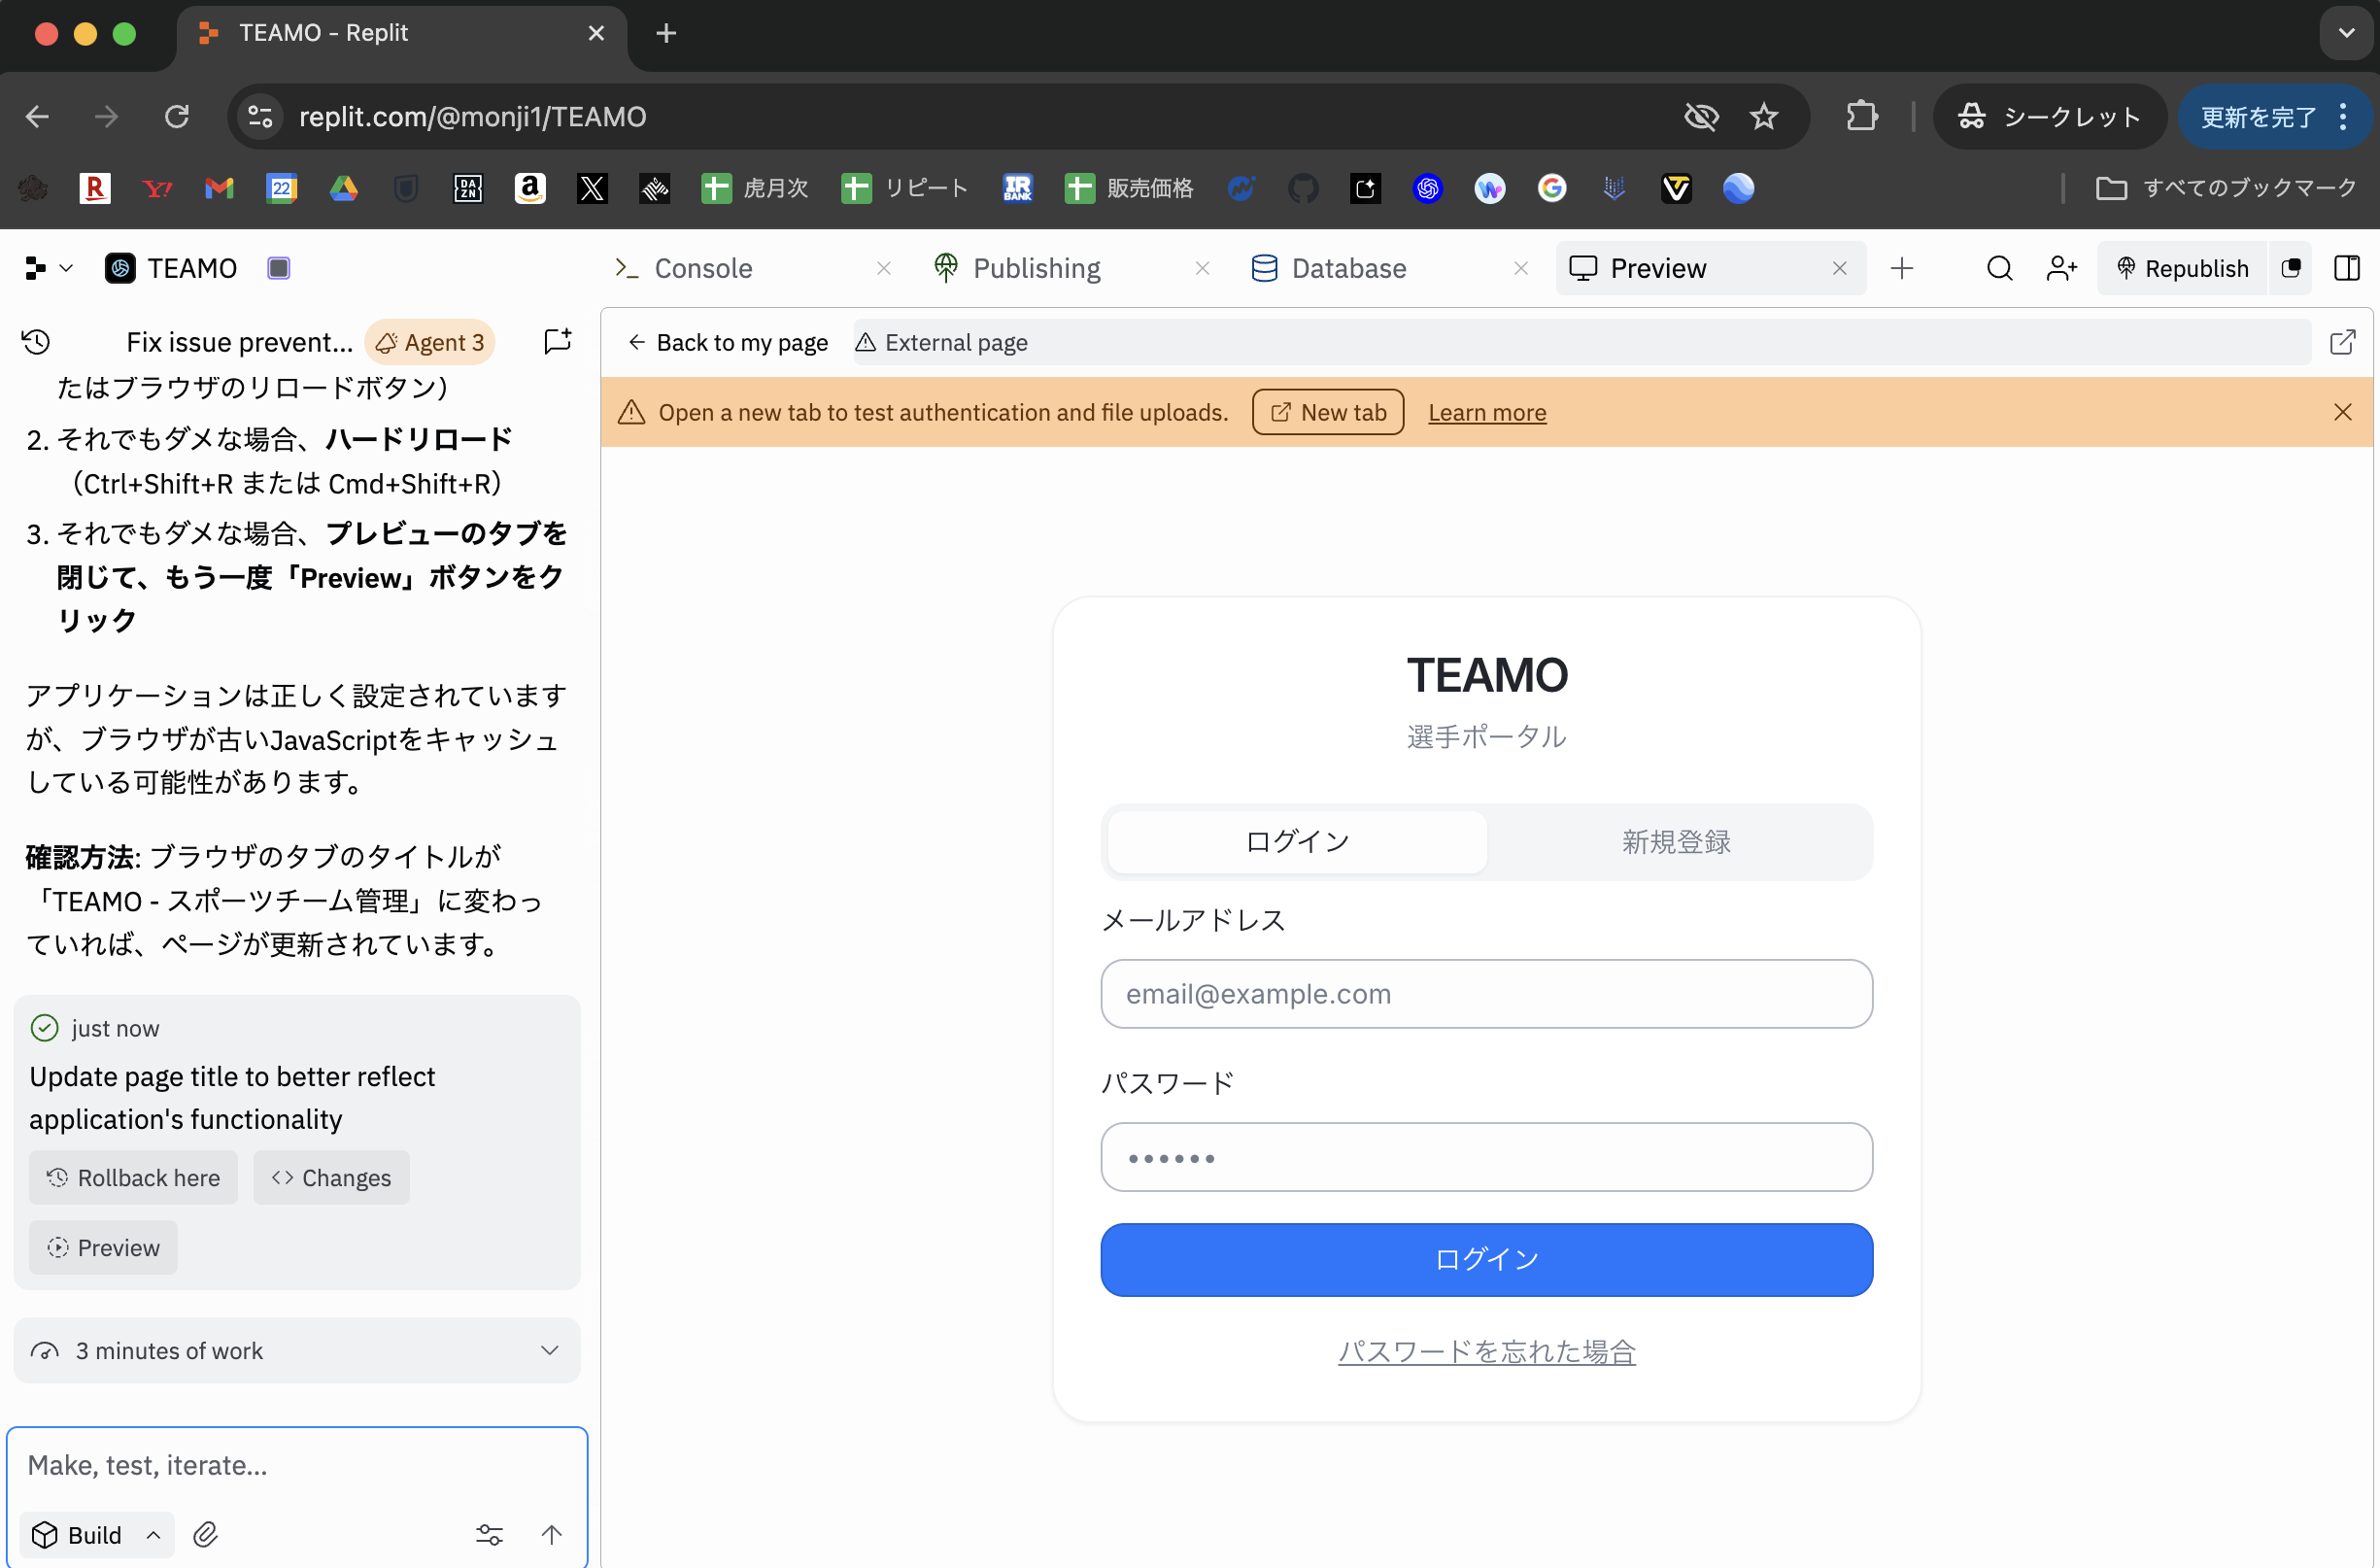 TEAMO - Replit
replit.com/@monji1/TEAMO
シークレット
更新を完了
22
DA
ZN
虎月次
リピート
IR
BANK
販売価格
すべてのブックマーク
TEAMO
Console
Publishing
Database
Preview
Republish
Fix issue prevent...
Agent 3
Back to my page
External page
Open a new tab to test authentication and file uploads.
New tab
Learn more
たはブラウザのリロードボタン）
2. それでもダメな場合、ハードリロード
（Ctrl+Shift+R または Cmd+Shift+R）
3. それでもダメな場合、プレビューのタブを
閉じて、もう一度「Preview」ボタンをク
リック
アプリケーションは正しく設定されています
が、ブラウザが古いJavaScriptをキャッシュ
している可能性があります。
確認方法: ブラウザのタブのタイトルが
「TEAMO - スポーツチーム管理」に変わっ
ていれば、ページが更新されています。
just now
Update page title to better reflect
application's functionality
Rollback here
Changes
Preview
3 minutes of work
Make, test, iterate...
Build
TEAMO
選手ポータル
ログイン
新規登録
メールアドレス
email@example.com
パスワード
••••••
ログイン
パスワードを忘れた場合